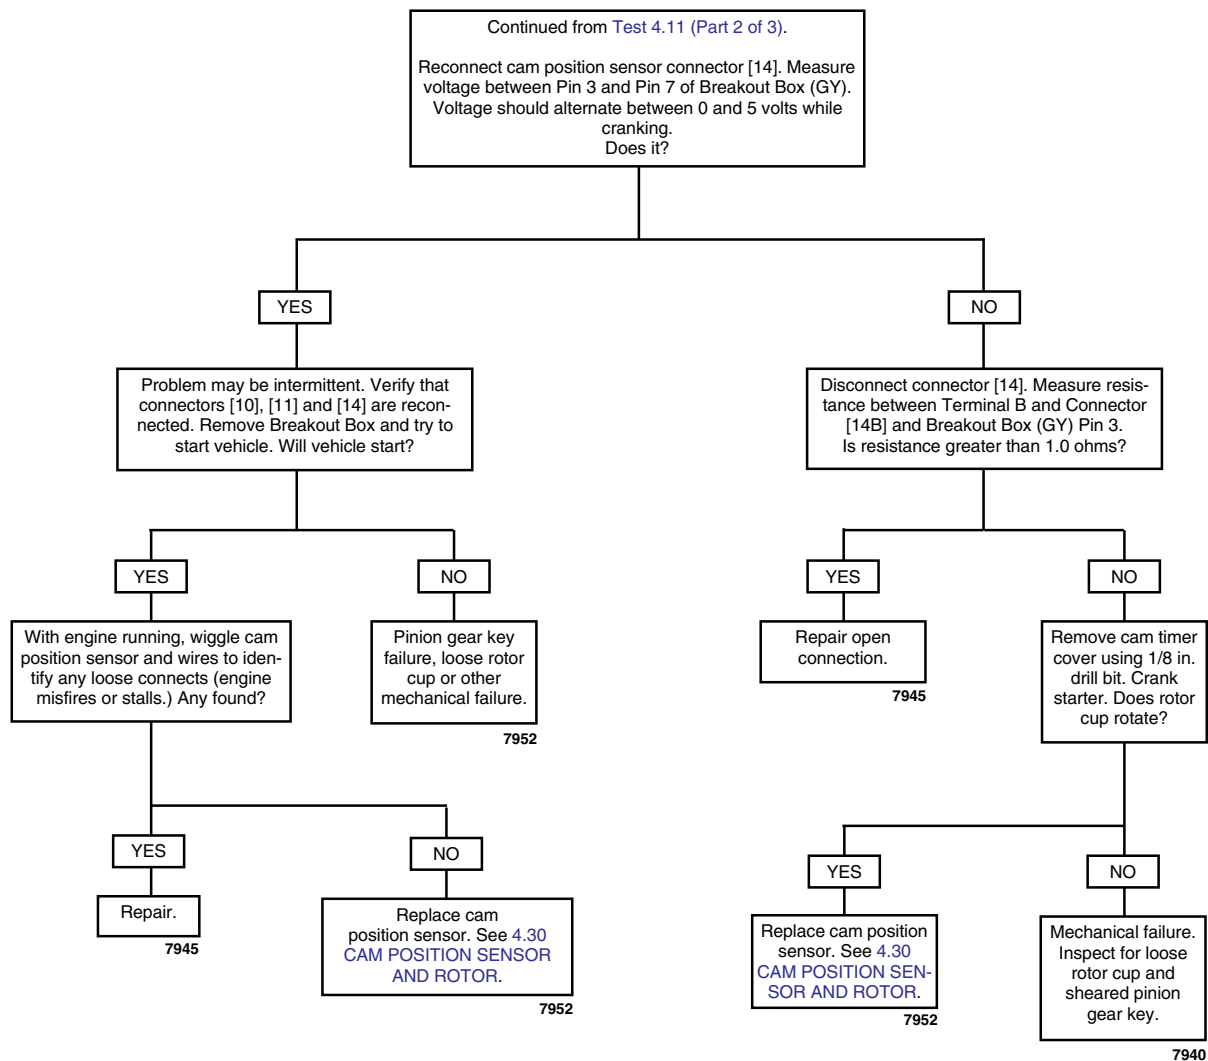 Continued from Test 4.11 (Part 2 of 3).
Reconnect cam position sensor connector [14]. Measure
voltage between Pin 3 and Pin 7 of Breakout Box (GY).
Voltage should alternate between 0 and 5 volts while
cranking.
Does it?
YES
NO
Problem may be intermittent. Verify that
connectors [10], [11] and [14] are recon-
nected. Remove Breakout Box and try to
start vehicle. Will vehicle start?
Disconnect connector [14]. Measure resis-
tance between Terminal B and Connector
[14B] and Breakout Box (GY) Pin 3.
Is resistance greater than 1.0 ohms?
YES
NO
YES
NO
With engine running, wiggle cam
position sensor and wires to iden-
tify any loose connects (engine
misfires or stalls.) Any found?
Pinion gear key
failure, loose rotor
cup or other
mechanical failure.
7952
Repair open
connection.
7945
Remove cam timer
cover using 1/8 in.
drill bit. Crank
starter. Does rotor
cup rotate?
YES
NO
YES
NO
Repair.
7945
Replace cam
position sensor. See 4.30
CAM POSITION SENSOR
AND ROTOR.
7952
Replace cam position
sensor. See 4.30
CAM POSITION SEN-
SOR AND ROTOR.
7952
Mechanical failure.
Inspect for loose
rotor cup and
sheared pinion
gear key.
7940